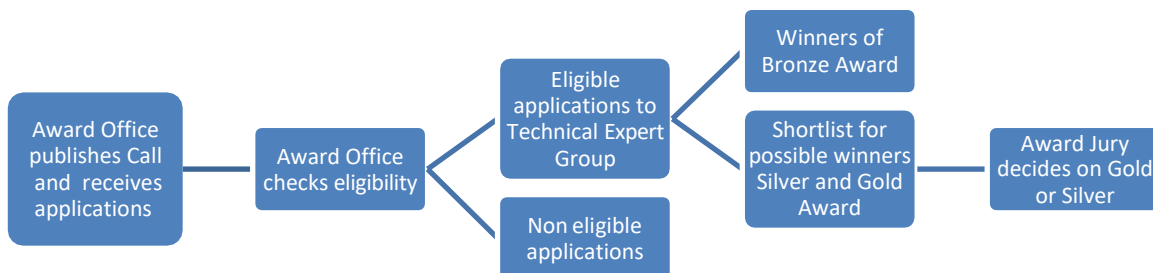 Award Office
publishes Call
and receives
applications
Award Office
checks eligibility
Eligible
applications to
Technical Expert
Group
Non eligible
applications
Winners of
Bronze Award
Shortlist for
possible winners
Silver and Gold
Award
Award Jury
decides on Gold
or Silver